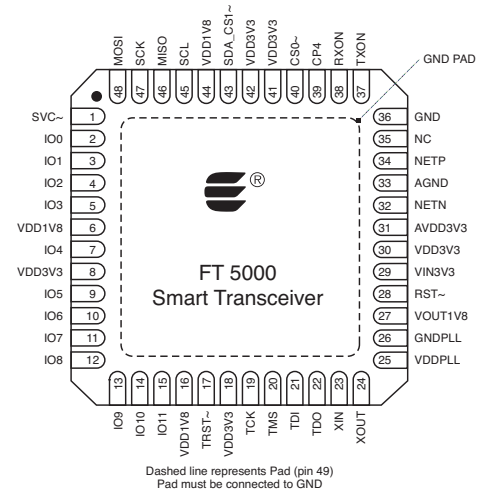 MOSI
SCK
MISO
SCL
VDD1V8
SDA_CS1~
VDD3V3
VDD3V3
CS0~
CP4
RXON
TXON
GND PAD
48
47
46
45
44
43
42
41
40
39
38
37
SVC~ 1
IO0 2
IO1 3
IO2 4
IO3 5
VDD1V8 6
IO4 7
VDD3V3 8
IO5 9
IO6 10
IO7 11
IO8 12
®
FT 5000
Smart Transceiver
36 GND
35 NC
34 NETP
33 AGND
32 NETN
31 AVDD3V3
30 VDD3V3
29 VIN3V3
28 RST~
27 VOUT1V8
26 GNDPLL
25 VDDPLL
13
14
15
16
17
18
19
20
21
22
23
24
IO9
IO10
IO11
VDD1V8
TRST~
VDD3V3
TCK
TMS
TDI
TDO
XIN
XOUT
Dashed line represents Pad (pin 49)
Pad must be connected to GND